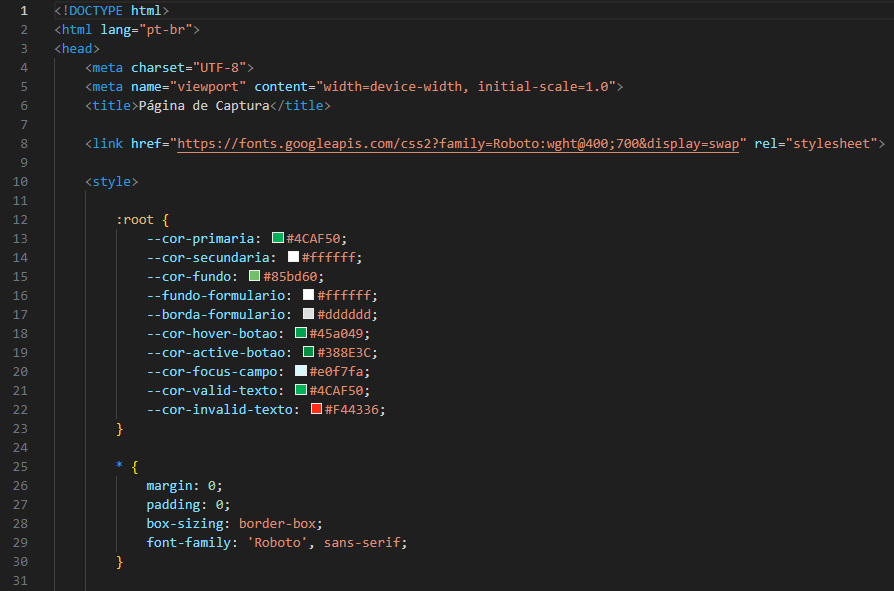 1 <!DOCTYPE html>
2 <html lang="pt-br">
3 <head>
4     <meta charset="UTF-8">
5     <meta name="viewport" content="width=device-width, initial-scale=1.0">
6     <title>Página de Captura</title>
7
8     <link href="https://fonts.googleapis.com/css2?family=Roboto:wght@400;700&display=swap" rel="stylesheet">
9
10     <style>
11
12         :root {
13             --cor-primaria: #4CAF50;
14             --cor-secundaria: #ffffff;
15             --cor-fundo: #85bd60;
16             --fundo-formulario: #ffffff;
17             --borda-formulario: #dddddd;
18             --cor-hover-botao: #45a049;
19             --cor-active-botao: #388E3C;
20             --cor-focus-campo: #e0f7fa;
21             --cor-valid-texto: #4CAF50;
22             --cor-invalid-texto: #F44336;
23         }
24
25         * {
26             margin: 0;
27             padding: 0;
28             box-sizing: border-box;
29             font-family: 'Roboto', sans-serif;
30         }
31